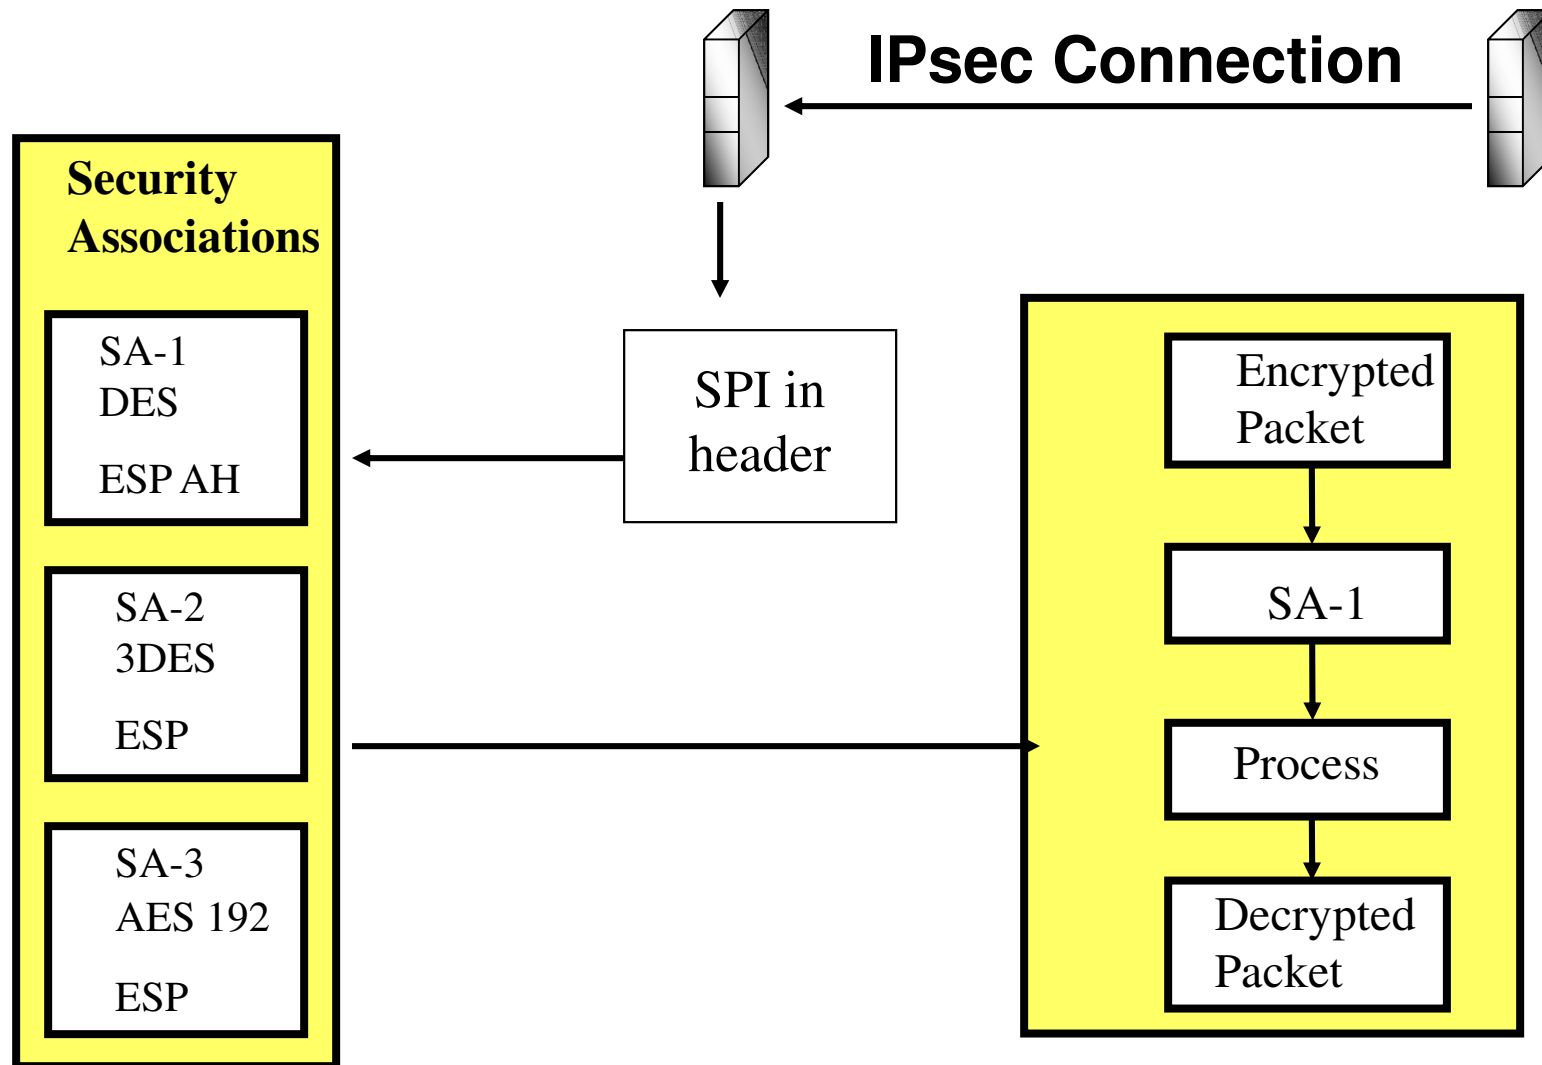 IPsec Connection
Security
Associations
SA-1
DES
ESP AH
SA-2
3DES
ESP
SA-3
AES 192
ESP
SPI in
header
Encrypted
Packet
SA-1
Process
Decrypted
Packet